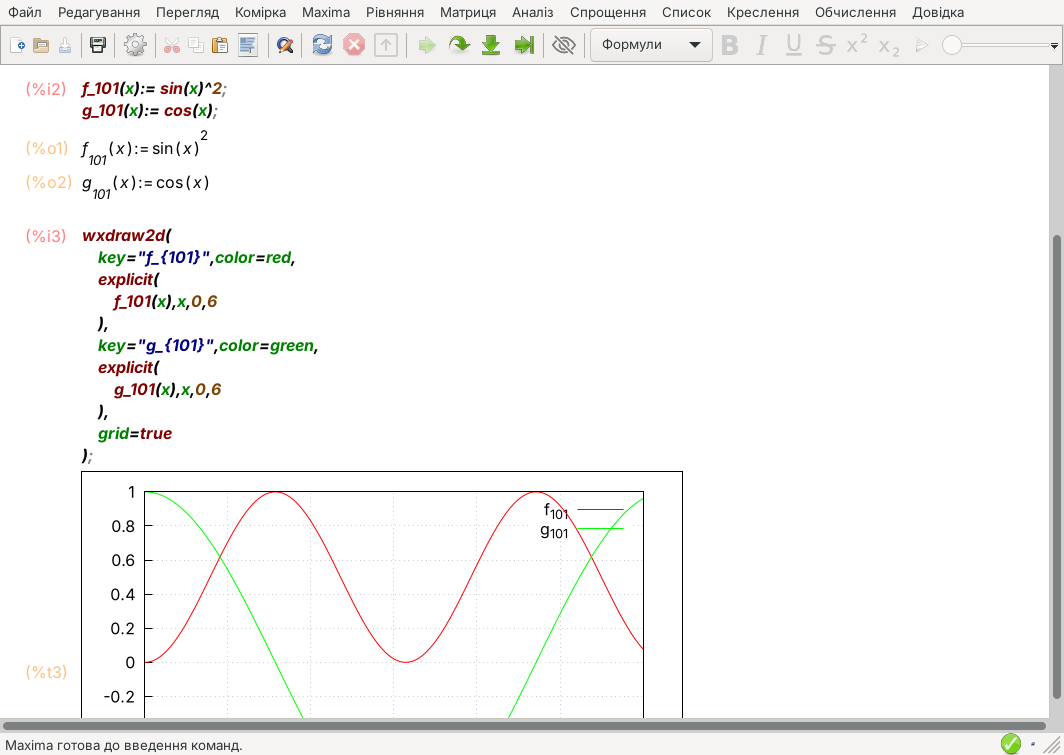 Файл Редагування Перегляд Комірка Maxima Рівняння Матриця Аналіз Спрощення Список Креслення Обчислення Довідка
Формули B I U S x² x₂
(%i2) f_101(x):= sin(x)^2;
g_101(x):= cos(x);
(%o1) f₁₀₁(x):=sin(x)²
(%o2) g₁₀₁(x):=cos(x)
(%i3) wxdraw2d(
key="f_{101}",color=red,
explicit(
f_101(x),x,0,6
),
key="g_{101}",color=green,
explicit(
g_101(x),x,0,6
),
grid=true
);
1
f₁₀₁
0.8
g₁₀₁
0.6
0.4
0.2
0
(%t3)
-0.2
Maxima готова до введення команд.